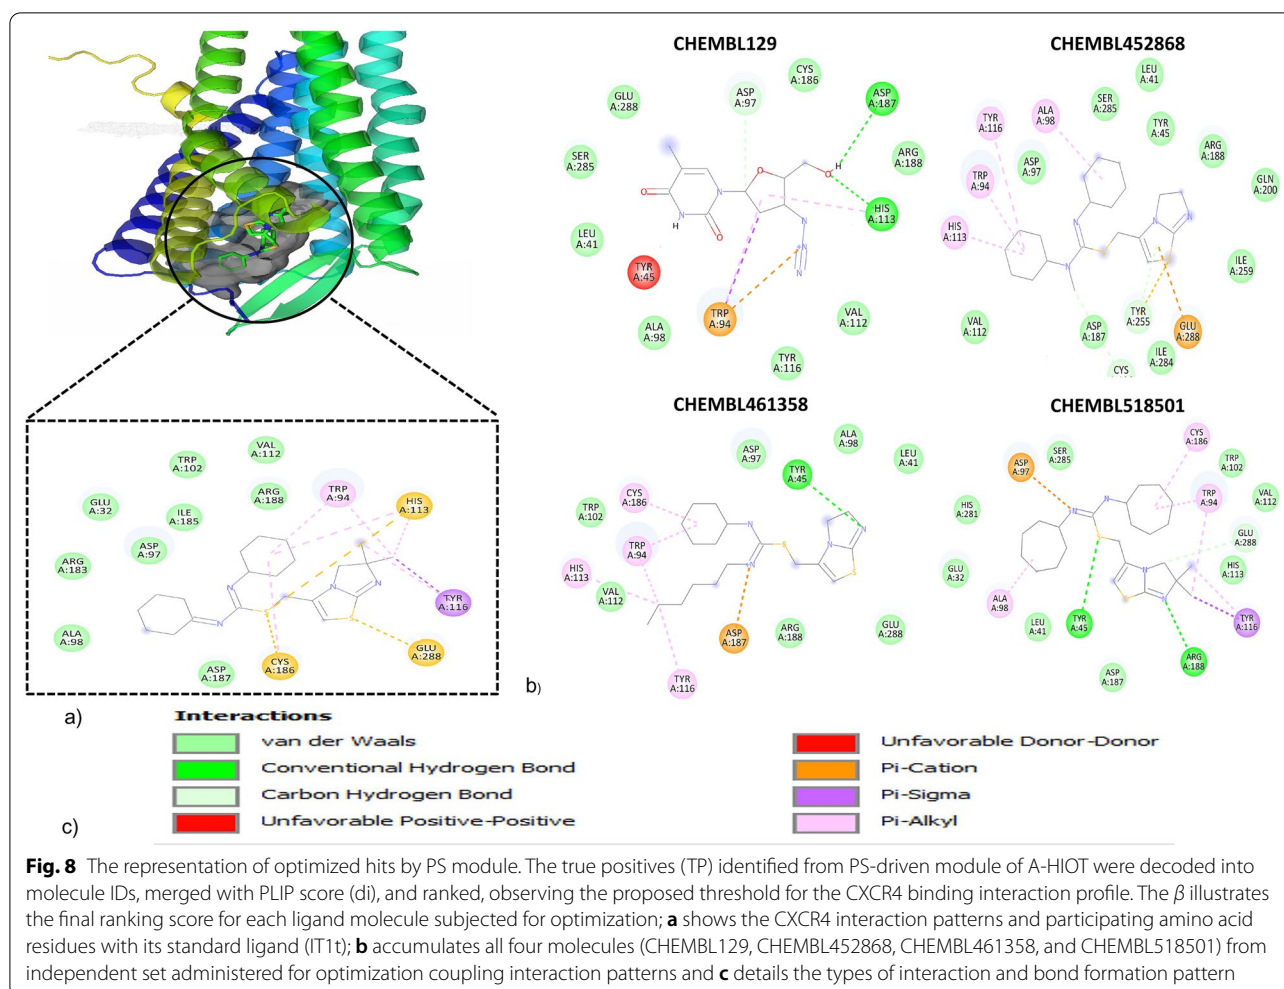 CHEMBL129
GLU
A:288
ASP
A:97
CYS
A:186
ASP
A:187
SER
A:285
ARG
A:188
HIS
A:113
LEU
A:41
TYR
A:45
TRP
A:94
ALA
A:98
VAL
A:112
TYR
A:116
O
O
O
O
N
NH
H
H
N
N
N
CHEMBL452868
LEU
A:41
SER
A:285
ALA
A:98
TYR
A:116
TYR
A:45
ARG
A:188
ASP
A:97
TRP
A:94
GLN
A:200
HIS
A:113
ILE
A:259
VAL
A:112
ASP
A:187
TYR
A:255
GLU
A:288
ILE
A:284
CYS
N
N
N
N
S
VAL
A:112
TRP
A:102
TRP
A:94
GLU
A:32
ILE
A:185
ARG
A:188
HIS
A:113
ASP
A:97
ARG
A:183
TYR
A:116
ALA
A:98
ASP
A:187
CYS
A:186
GLU
A:288
N
N
N
N
S
S
a)
CHEMBL461358
ASP
A:97
ALA
A:98
LEU
A:41
TYR
A:45
CYS
A:186
TRP
A:102
TRP
A:94
HIS
A:113
VAL
A:112
ASP
A:187
ARG
A:188
GLU
A:288
TYR
A:116
N
N
N
N
S
S
CHEMBL518501
CYS
A:186
ASP
A:97
SER
A:285
TRP
A:102
TRP
A:94
VAL
A:112
HIS
A:281
GLU
A:288
GLU
A:32
HIS
A:113
ALA
A:98
LEU
A:41
TYR
A:45
TYR
A:116
ARG
A:188
ASP
A:187
N
N
N
N
S
S
b)
Interactions
van der Waals
Conventional Hydrogen Bond
Carbon Hydrogen Bond
Unfavorable Positive-Positive
Unfavorable Donor-Donor
Pi-Cation
Pi-Sigma
Pi-Alkyl
c)
Fig. 8 The representation of optimized hits by PS module. The true positives (TP) identified from PS-driven module of A-HIOT were decoded into
molecule IDs, merged with PLIP score (di), and ranked, observing the proposed threshold for the CXCR4 binding interaction profile. The β illustrates
the final ranking score for each ligand molecule subjected for optimization; a shows the CXCR4 interaction patterns and participating amino acid
residues with its standard ligand (IT1t); b accumulates all four molecules (CHEMBL129, CHEMBL452868, CHEMBL461358, and CHEMBL518501) from
independent set administered for optimization coupling interaction patterns and c details the types of interaction and bond formation pattern